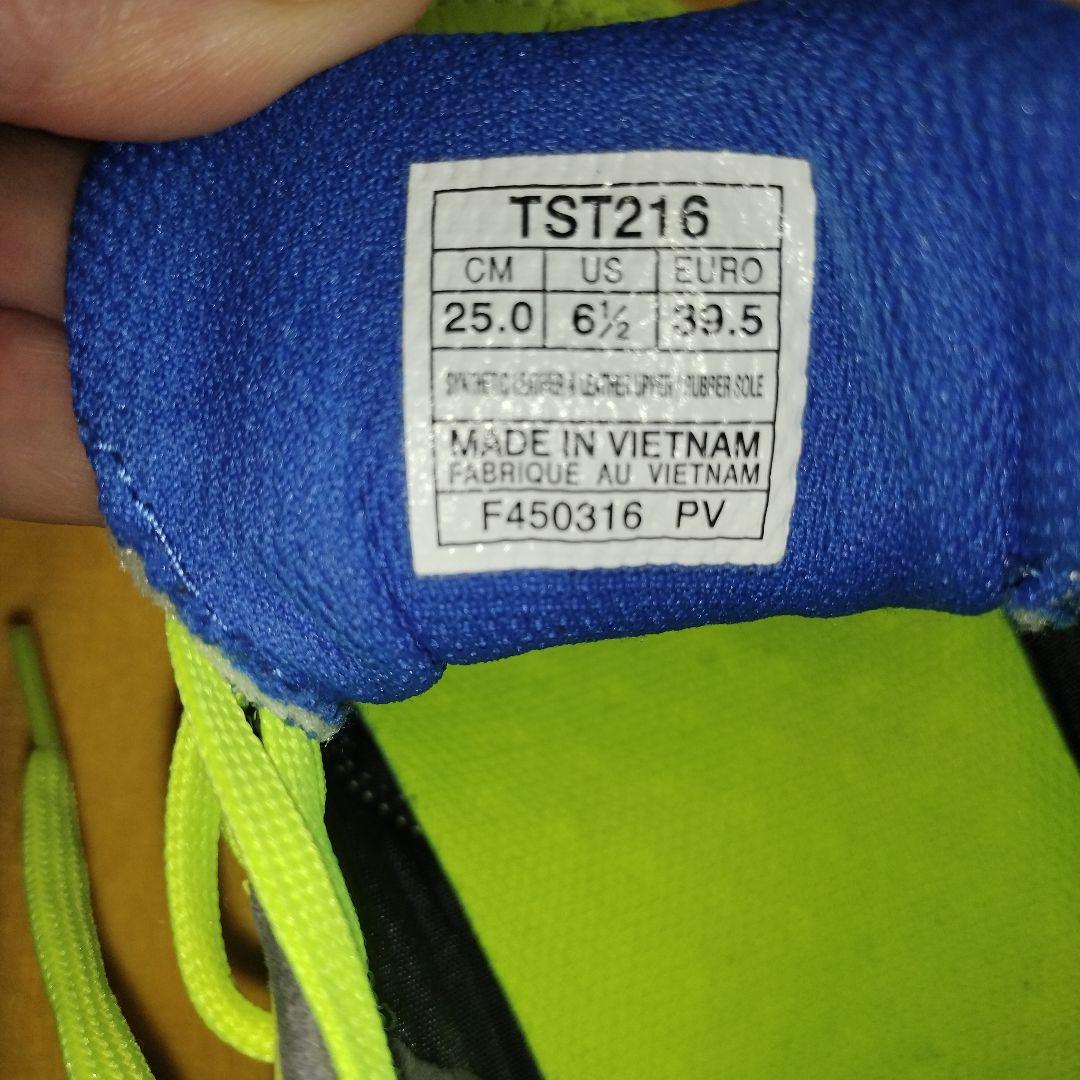 TST216
CM US EURO
25.0 6½ 39.5
SYNTHETIC LEATHER & LEATHER UPPER / RUBBER SOLE
MADE IN VIETNAM
FABRIQUE AU VIETNAM
F450316 PV